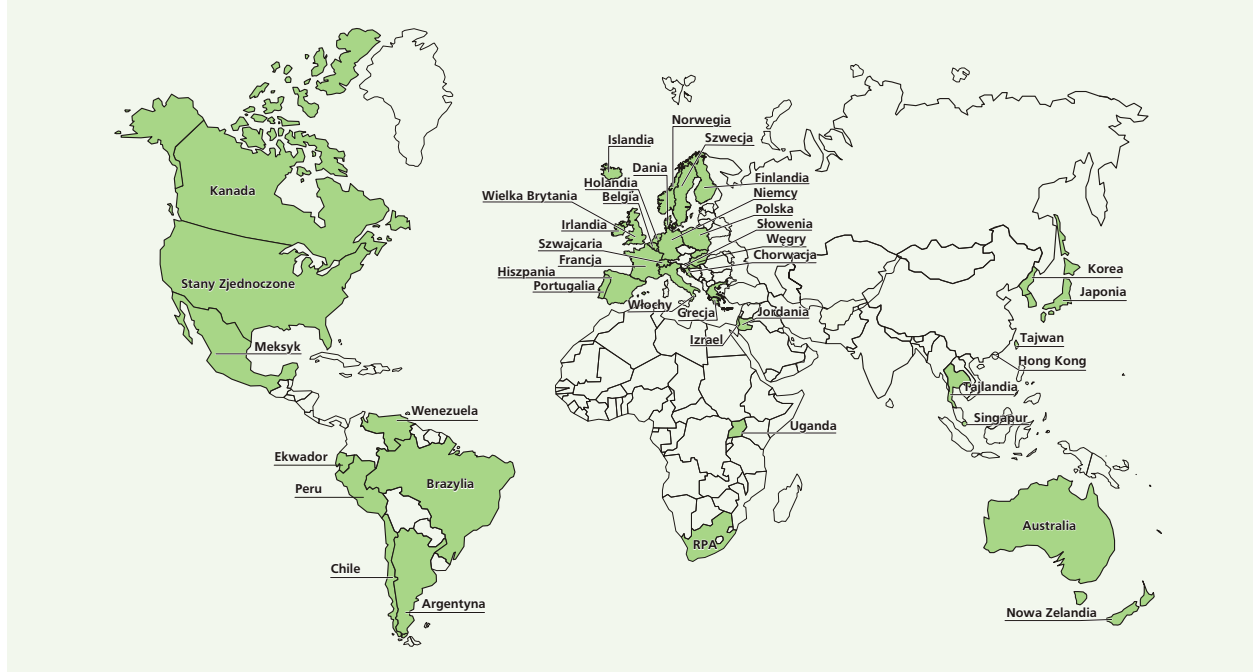 Norwegia
Szwecja
Islandia
Dania
Finlandia
Holandia
Niemcy
Wielka Brytania
Belgia
Polska
Irlandia
Słowenia
Szwajcaria
Węgry
Francja
Chorwacja
Hiszpania
Portugalia
Włochy
Grecja
Jordania
Izrael
Kanada
Stany Zjednoczone
Meksyk
Korea
Japonia
Tajwan
Hong Kong
Tajlandia
Singapur
Wenezuela
Uganda
Ekwador
Brazylia
Peru
Australia
RPA
Chile
Argentyna
Nowa Zelandia